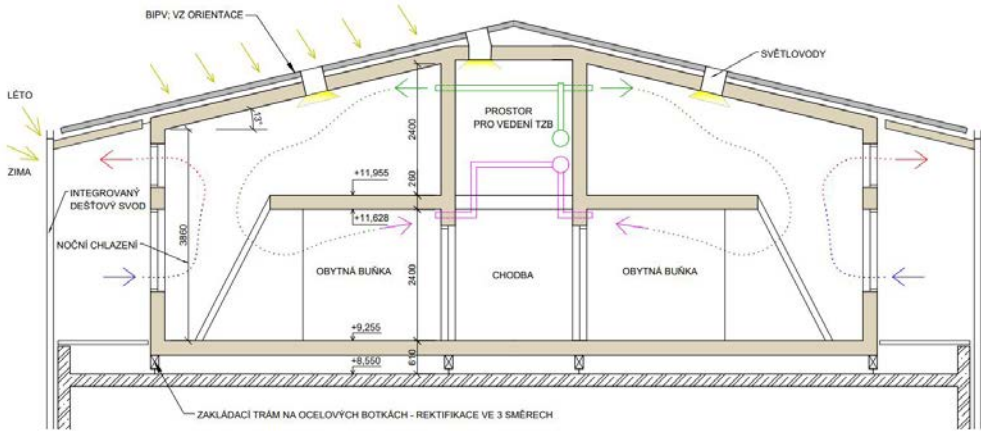 BIPV; VZ ORIENTACE
SVĚTLOVODY
LÉTO
ZIMA
13°
PROSTOR
PRO VEDENÍ TZB
2400
260
+11,955
+11,628
INTEGROVANÝ
DEŠŤOVÝ SVOD
3860
NOČNÍ CHLAZENÍ
OBYTNÁ BUŇKA
2400
CHODBA
OBYTNÁ BUŇKA
+9,255
+8,550
610
ZAKLÁDACÍ TRÁM NA OCELOVÝCH BOTKÁCH - REKTIFIKACE VE 3 SMĚRECH